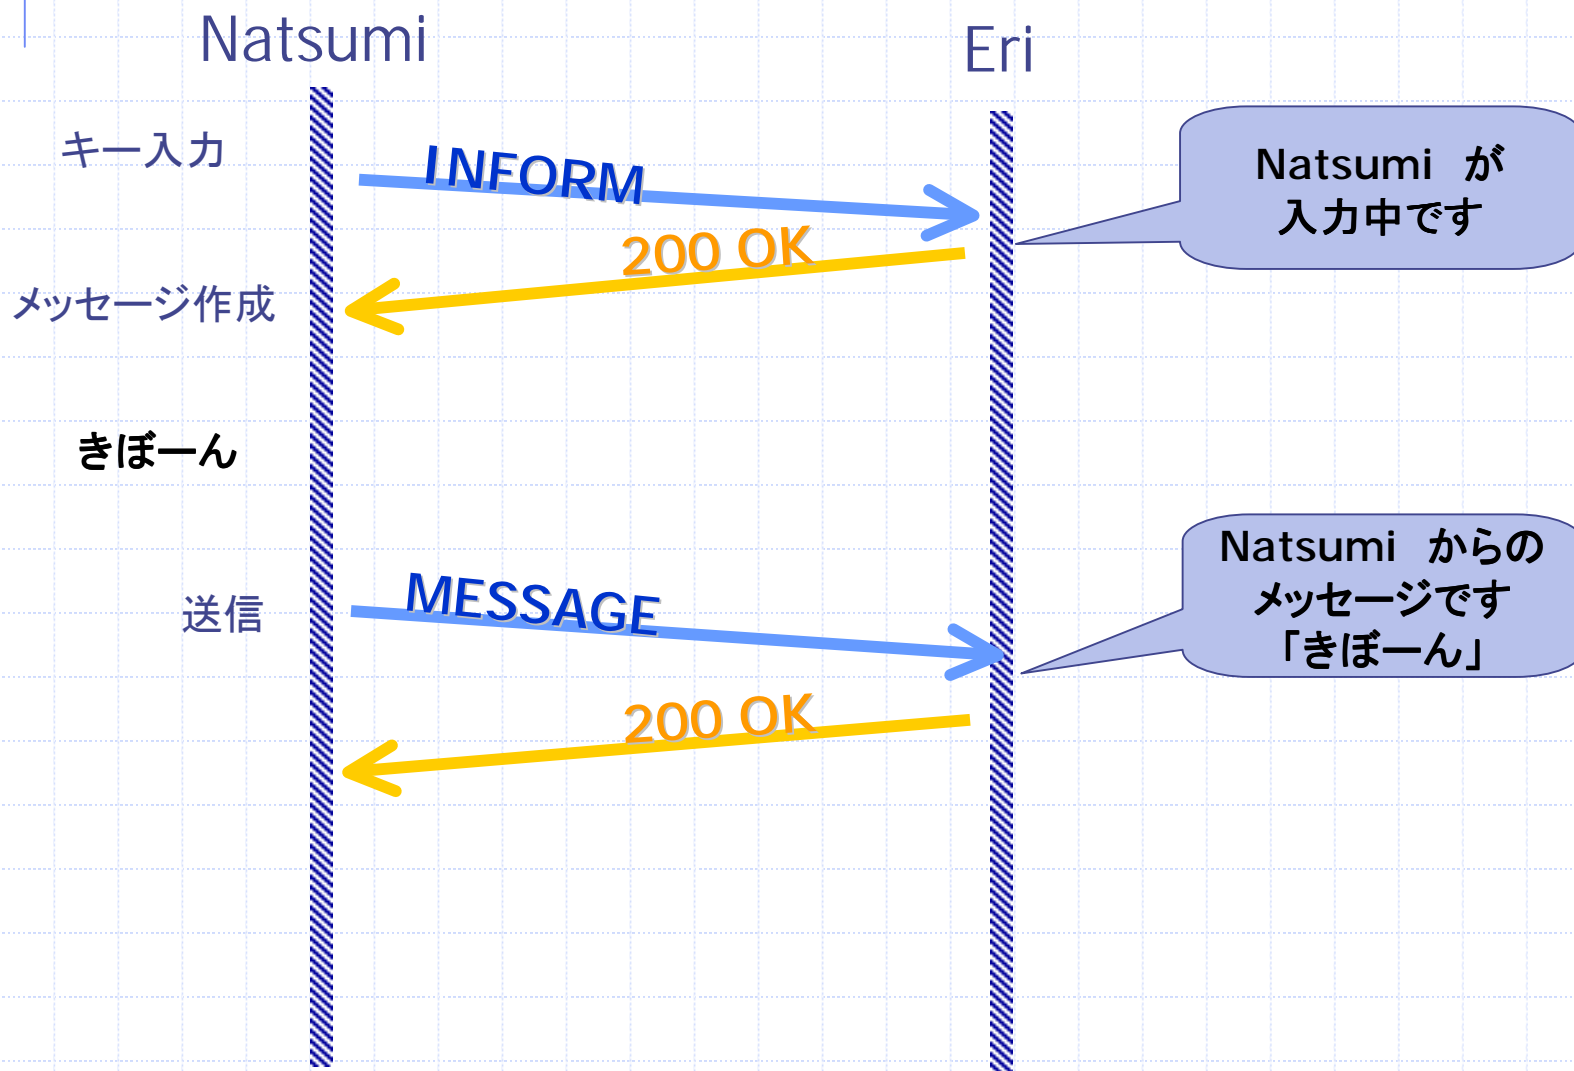 Natsumi
Eri
キー入力
INFORM
Natsumi が
入力中です
200 OK
メッセージ作成
きぼーん
Natsumi からの
メッセージです
「きぼーん」
送信
MESSAGE
200 OK